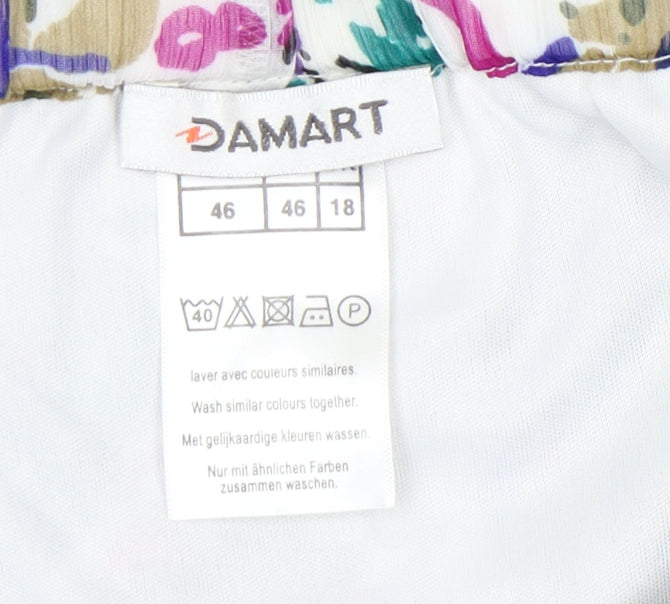 DAMART
46 46 18
40 P
laver avec couleurs similaires.
Wash similar colours together.
Met gelijkaardige kleuren wassen.
Nur mit ähnlichen Farben
zusammen waschen.